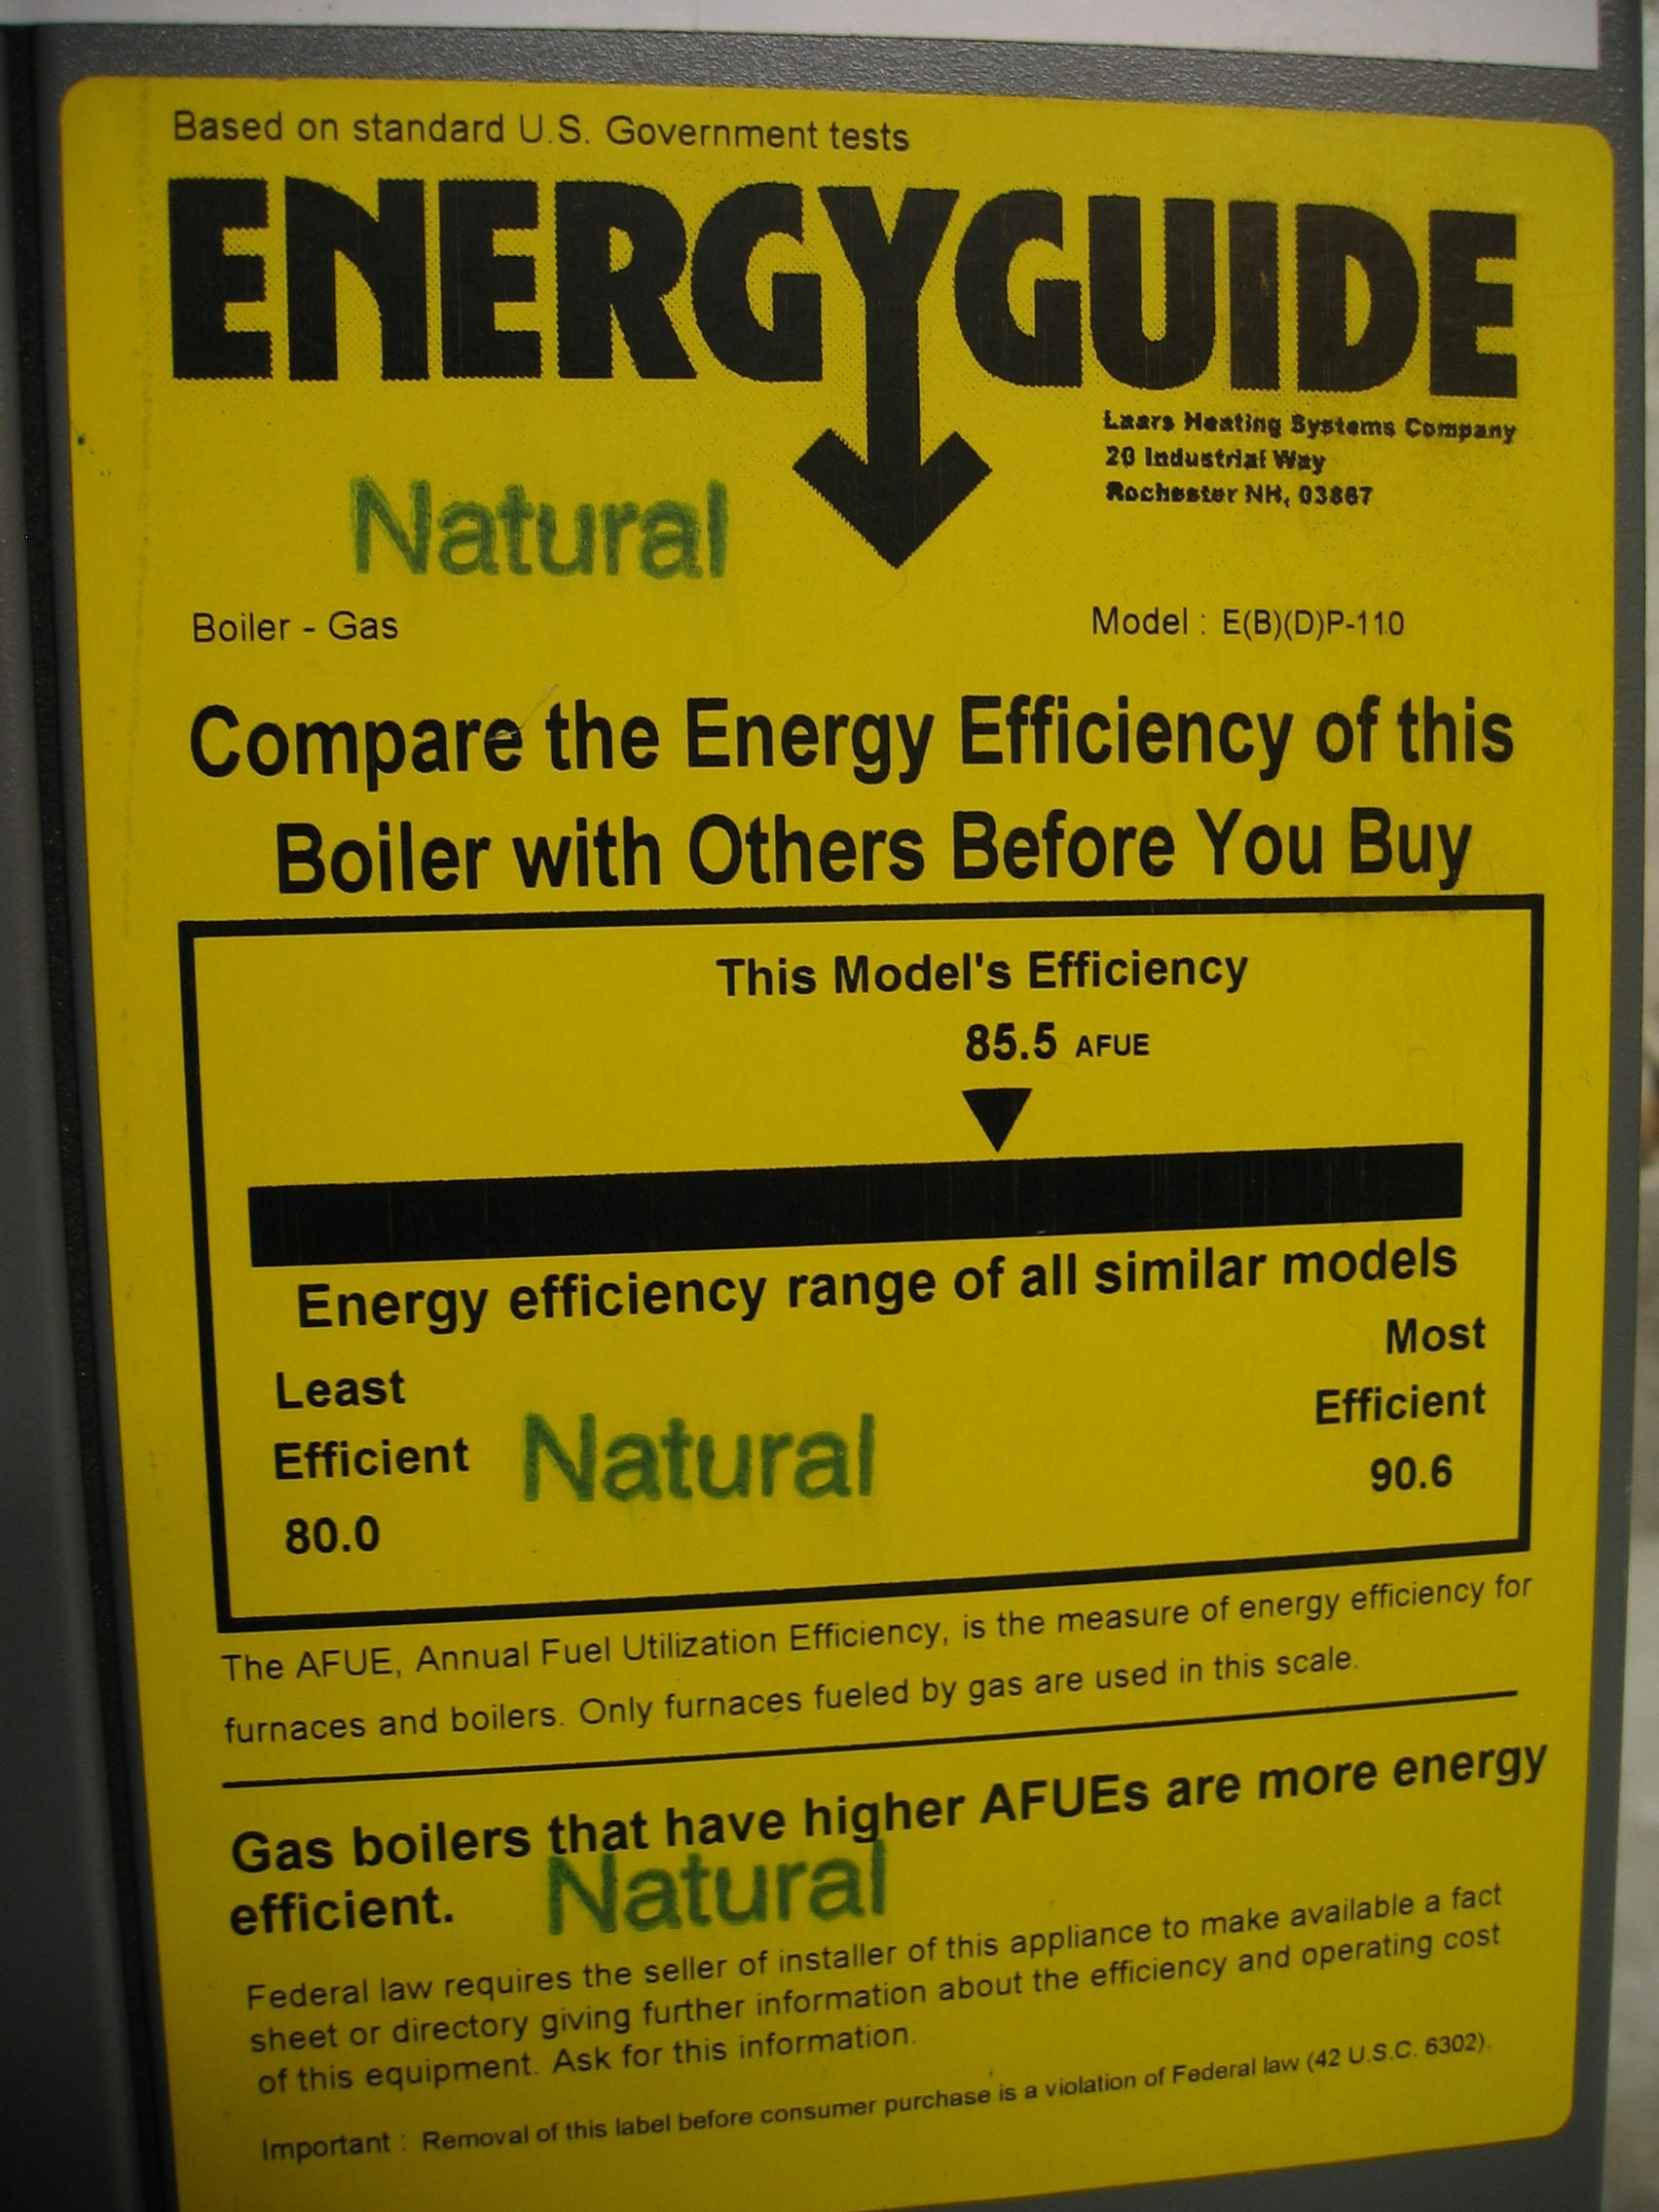 Based on standard U.S. Government tests
ENERGYGUIDE
Laars Heating Systems Company
20 Industrial Way
Rochester NH, 03867
Natural
Boiler - Gas
Model : E(B)(D)P-110
Compare the Energy Efficiency of this
Boiler with Others Before You Buy
This Model's Efficiency
85.5 AFUE
Energy efficiency range of all similar models
Least
Efficient
80.0
Natural
Most
Efficient
90.6
The AFUE, Annual Fuel Utilization Efficiency, is the measure of energy efficiency for
furnaces and boilers. Only furnaces fueled by gas are used in this scale.
Gas boilers that have higher AFUEs are more energy
efficient.
Natural
Federal law requires the seller of installer of this appliance to make available a fact
sheet or directory giving further information about the efficiency and operating cost
of this equipment. Ask for this information.
Important : Removal of this label before consumer purchase is a violation of Federal law (42 U.S.C. 6302).